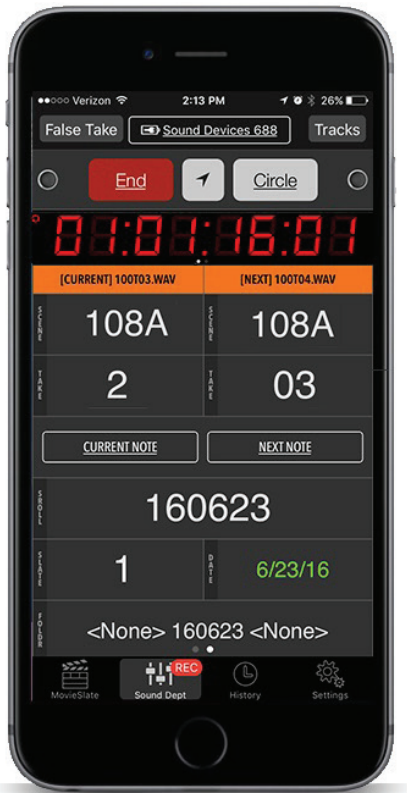 Verizon 2:13 PM 26%
False Take Sound Devices 688 Tracks
End Circle
01:01:16:01
[CURRENT] 100T03.WAV [NEXT] 100T04.WAV
SCENE 108A SCENE 108A
TAKE 2 TAKE 03
CURRENT NOTE NEXT NOTE
SROLL 160623
SLATE 1 DATE 6/23/16
FOLDR <None> 160623 <None>
REC
MovieSlate Sound Dept History Settings